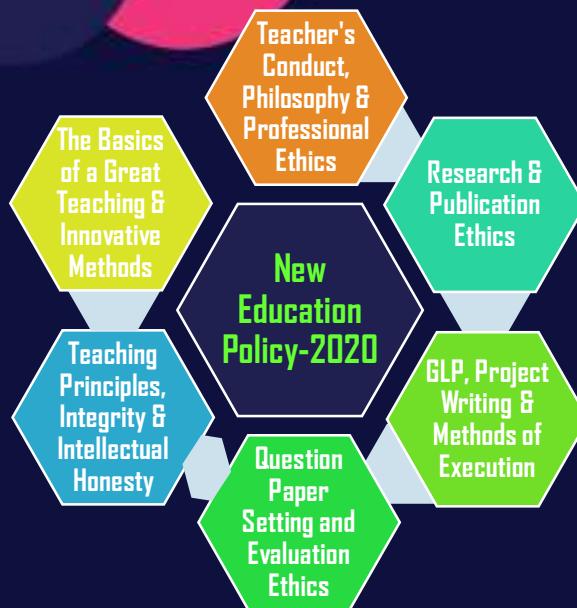 Teacher's
Conduct,
Philosophy &
Professional
Ethics
The Basics
of a Great
Teaching &
Innovative
Methods
Research &
Publication
Ethics
New
Education
Policy-2020
Teaching
Principles,
Integrity &
Intellectual
Honesty
GLP, Project
Writing &
Methods of
Execution
Question
Paper
Setting and
Evaluation
Ethics